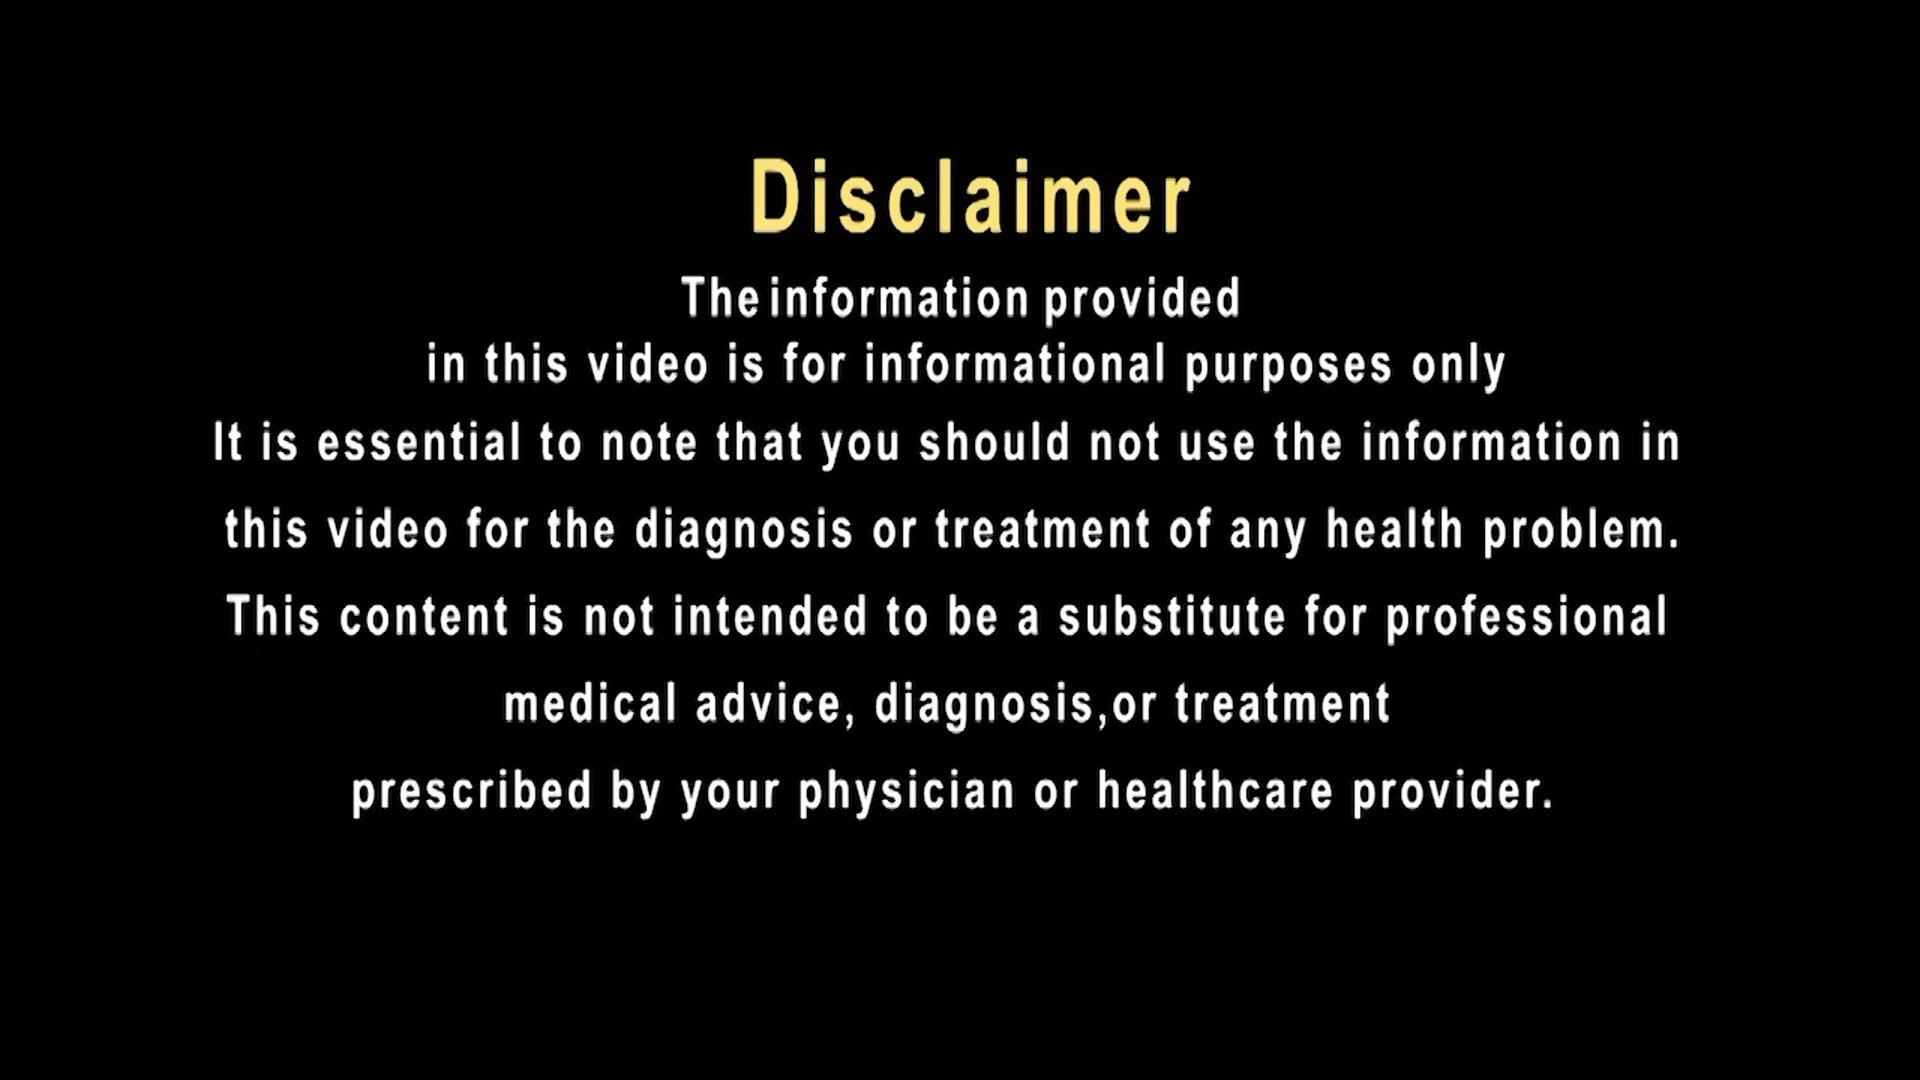 Disclaimer
The information provided
in this video is for informational purposes only
It is essential to note that you should not use the information in
this video for the diagnosis or treatment of any health problem.
This content is not intended to be a substitute for professional
medical advice, diagnosis,or treatment
prescribed by your physician or healthcare provider.